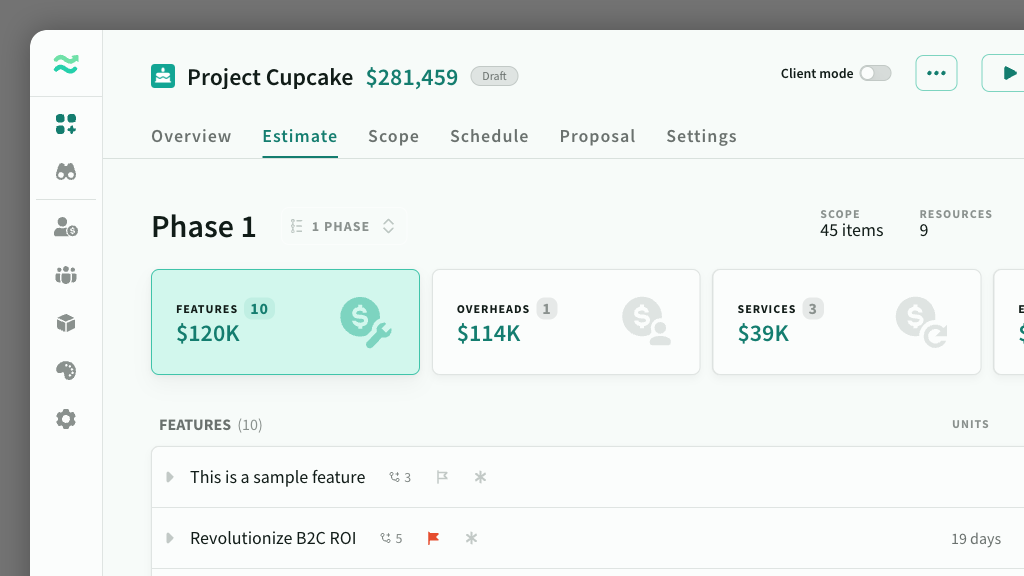 Project Cupcake $281,459 Draft
Client mode
Overview Estimate Scope Schedule Proposal Settings
Phase 1 1 PHASE
SCOPE RESOURCES
45 items 9
FEATURES 10 OVERHEADS 1 SERVICES 3
$120K $114K $39K
FEATURES (10) UNITS
This is a sample feature 3
Revolutionize B2C ROI 5 19 days